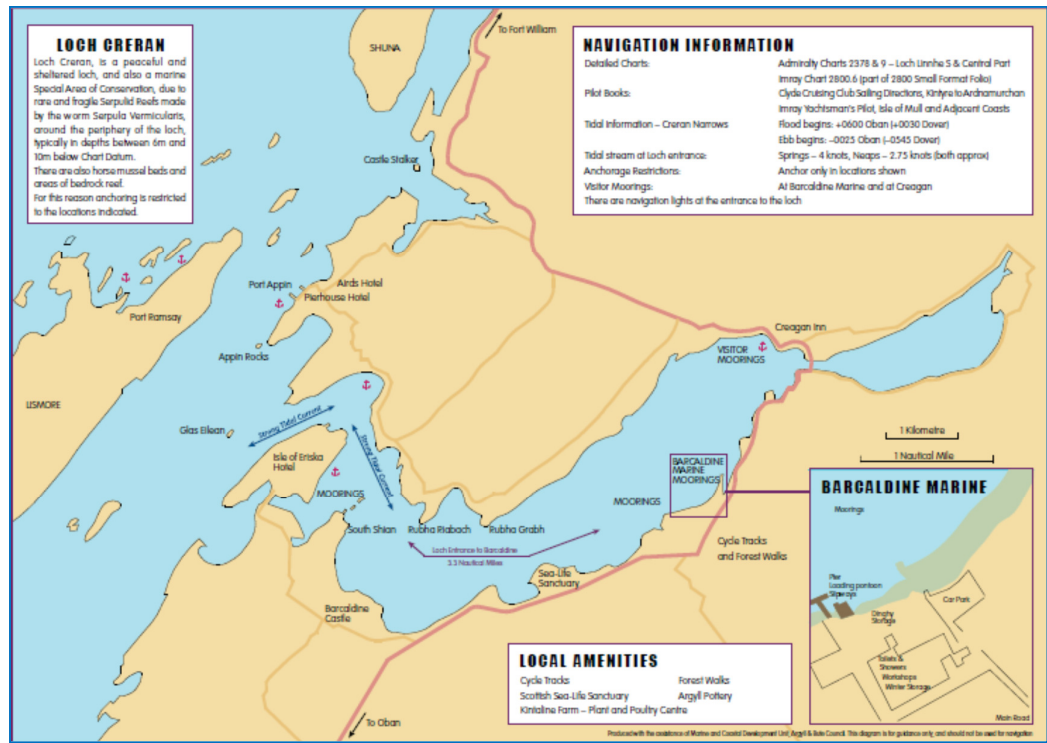 LOCH CRERAN
Loch Creran, is a peaceful and
sheltered loch, and also a marine
Special Area of Conservation, due to
rare and fragile Serpulid Reefs made
by the worm Serpula Vermicularis,
around the periphery of the loch,
typically in depths between 6m and
10m below Chart Datum.
There are also horse mussel beds and
areas of bedrock reef.
For this reason anchoring is restricted
to the locations indicated.
To Fort William
SHUNA
NAVIGATION INFORMATION
Detailed Charts: Admiralty Charts 2378 & 9 – Loch Linnhe S & Central Part
Imray Chart 2800.6 (part of 2800 Small Format Folio)
Pilot Books: Clyde Cruising Club Sailing Directions, Kintyre to Ardnamurchan
Imray Yachtsman's Pilot, Isle of Mull and Adjacent Coasts
Tidal Information – Creran Narrows Flood begins: +0600 Oban (+0030 Dover)
Ebb begins: –0025 Oban (–0545 Dover)
Tidal stream at Loch entrance: Springs – 4 knots, Neaps – 2.75 knots (both approx)
Anchorage Restrictions: Anchor only in locations shown
Visitor Moorings: At Barcaldine Marine and at Creagan
There are navigation lights at the entrance to the loch
Castle Stalker
Port Appin
Airds Hotel
Pierhouse Hotel
Port Ramsay
Appin Rocks
Creagan Inn
VISITOR
MOORINGS
LISMORE
Glas Eilean
Strong Tidal Current
Strong Tidal Current
Isle of Eriska
Hotel
MOORINGS
South Shian
Rubha Riabach
Rubha Grabh
MOORINGS
BARCALDINE
MARINE
MOORINGS
1 Kilometre
1 Nautical Mile
Loch Entrance to Barcaldine
3.3 Nautical Miles
Cycle Tracks
and Forest Walks
Sea-Life
Sanctuary
Barcaldine
Castle
BARCALDINE MARINE
Moorings
Pier
Loading pontoon
Slipways
Dinghy
Storage
Car Park
Toilets &
Showers
Workshops
Winter Storage
Main Road
LOCAL AMENITIES
Cycle Tracks Forest Walks
Scottish Sea-Life Sanctuary Argyll Pottery
Kintaline Farm – Plant and Poultry Centre
To Oban
Produced with the assistance of Marine and Coastal Development Unit, Argyll & Bute Council. This diagram is for guidance only, and should not be used for navigation